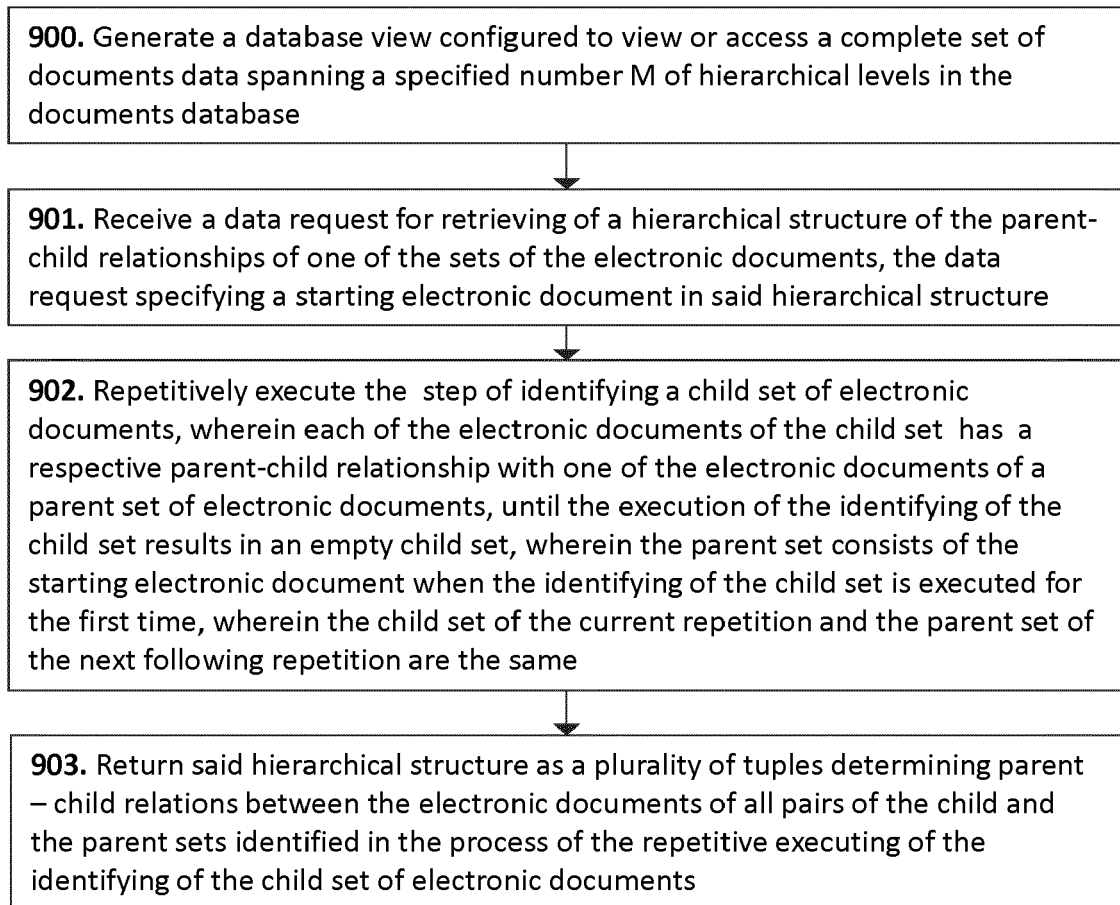 900. Generate a database view configured to view or access a complete set of
documents data spanning a specified number M of hierarchical levels in the
documents database
901. Receive a data request for retrieving of a hierarchical structure of the parent-
child relationships of one of the sets of the electronic documents, the data
request specifying a starting electronic document in said hierarchical structure
902. Repetitively execute the  step of identifying a child set of electronic
documents, wherein each of the electronic documents of the child set  has  a
respective parent-child relationship with one of the electronic documents of a
parent set of electronic documents, until the execution of the identifying of the
child set results in an empty child set, wherein the parent set consists of the
starting electronic document when the identifying of the child set is executed for
the first time, wherein the child set of the current repetition and the parent set of
the next following repetition are the same
903. Return said hierarchical structure as a plurality of tuples determining parent
– child relations between the electronic documents of all pairs of the child and
the parent sets identified in the process of the repetitive executing of the
identifying of the child set of electronic documents